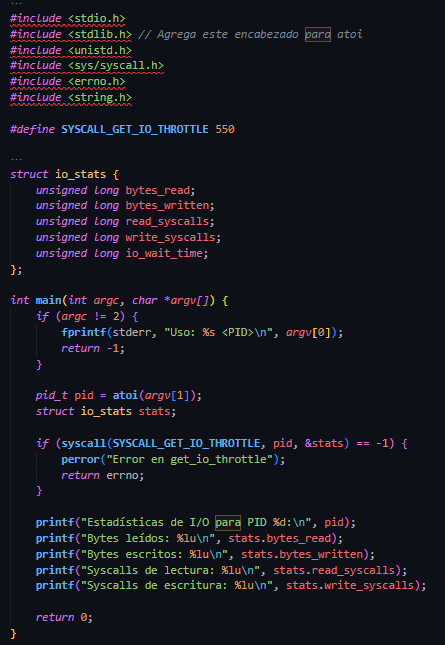 ...
#include <stdio.h>
#include <stdlib.h> // Agrega este encabezado para atoi
#include <unistd.h>
#include <sys/syscall.h>
#include <errno.h>
#include <string.h>
#define SYSCALL_GET_IO_THROTTLE 550
...
struct io_stats {
    unsigned long bytes_read;
    unsigned long bytes_written;
    unsigned long read_syscalls;
    unsigned long write_syscalls;
    unsigned long io_wait_time;
};
int main(int argc, char *argv[]) {
    if (argc != 2) {
        fprintf(stderr, "Uso: %s <PID>\n", argv[0]);
        return -1;
    }
    pid_t pid = atoi(argv[1]);
    struct io_stats stats;
    if (syscall(SYSCALL_GET_IO_THROTTLE, pid, &stats) == -1) {
        perror("Error en get_io_throttle");
        return errno;
    }
    printf("Estadísticas de I/O para PID %d:\n", pid);
    printf("Bytes leídos: %lu\n", stats.bytes_read);
    printf("Bytes escritos: %lu\n", stats.bytes_written);
    printf("Syscalls de lectura: %lu\n", stats.read_syscalls);
    printf("Syscalls de escritura: %lu\n", stats.write_syscalls);
    return 0;
}